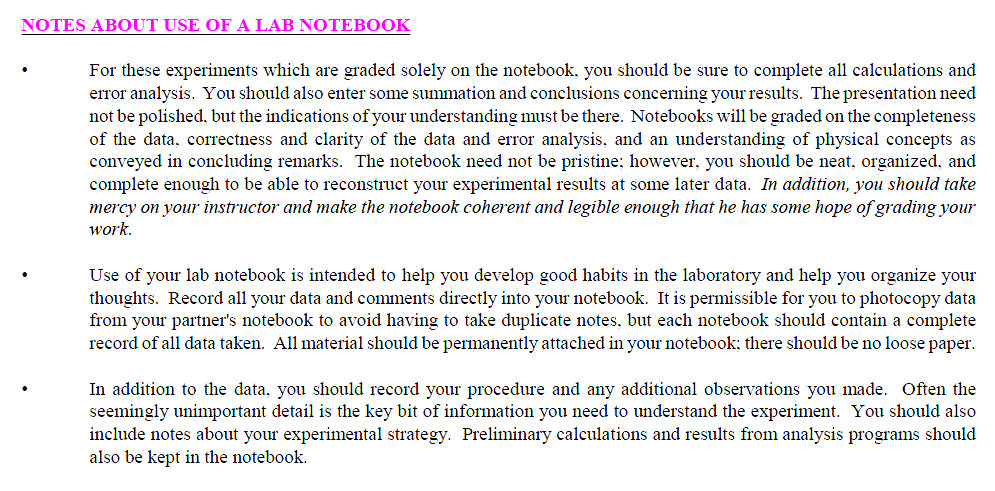 NOTES ABOUT USE OF A LAB NOTEBOOK
• For these experiments which are graded solely on the notebook, you should be sure to complete all calculations and
error analysis. You should also enter some summation and conclusions concerning your results. The presentation need
not be polished, but the indications of your understanding must be there. Notebooks will be graded on the completeness
of the data, correctness and clarity of the data and error analysis, and an understanding of physical concepts as
conveyed in concluding remarks. The notebook need not be pristine; however, you should be neat, organized, and
complete enough to be able to reconstruct your experimental results at some later data. In addition, you should take
mercy on your instructor and make the notebook coherent and legible enough that he has some hope of grading your
work.
• Use of your lab notebook is intended to help you develop good habits in the laboratory and help you organize your
thoughts. Record all your data and comments directly into your notebook. It is permissible for you to photocopy data
from your partner's notebook to avoid having to take duplicate notes, but each notebook should contain a complete
record of all data taken. All material should be permanently attached in your notebook; there should be no loose paper.
• In addition to the data, you should record your procedure and any additional observations you made. Often the
seemingly unimportant detail is the key bit of information you need to understand the experiment. You should also
include notes about your experimental strategy. Preliminary calculations and results from analysis programs should
also be kept in the notebook.